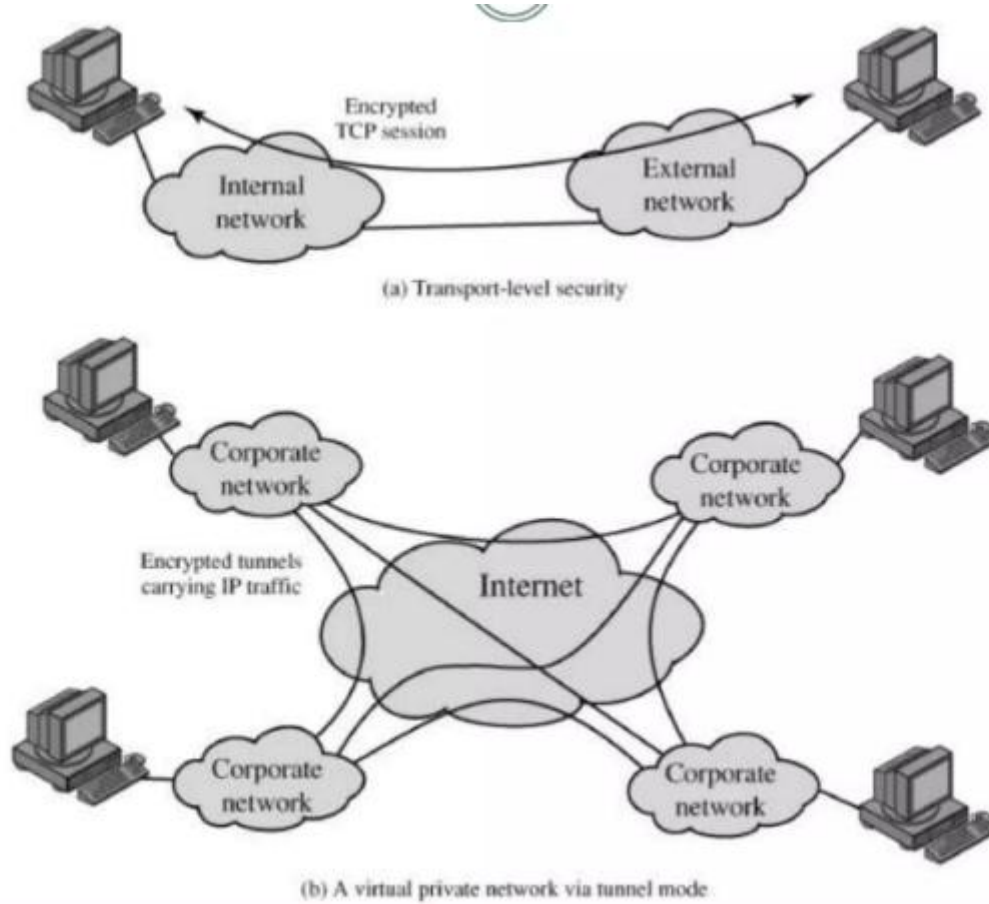 Encrypted
TCP session
Internal
network
External
network
(a) Transport-level security
Corporate
network
Corporate
network
Encrypted tunnels
carrying IP traffic
Internet
Corporate
network
Corporate
network
(b) A virtual private network via tunnel mode